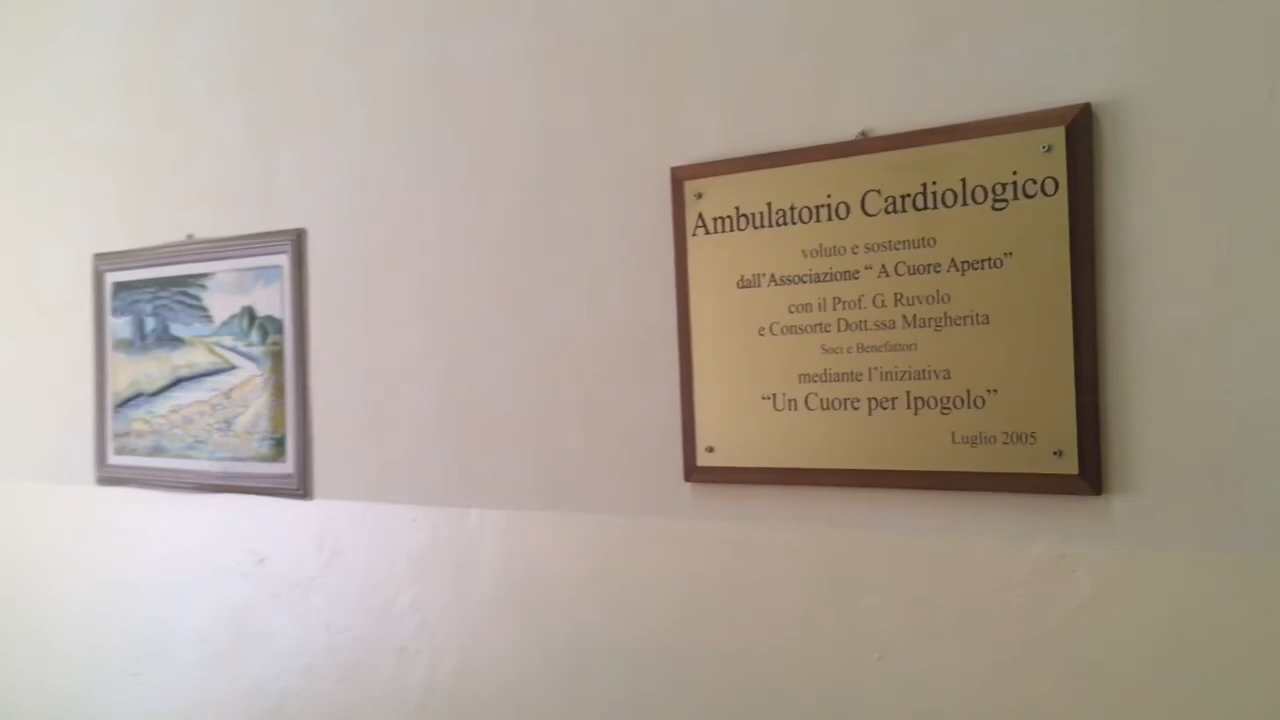 Ambulatorio Cardiologico
voluto e sostenuto
dall'Associazione “ A Cuore Aperto”
con il Prof. G. Ruvolo
e Consorte Dott.ssa Margherita
Soci e Benefattori
mediante l'iniziativa
“Un Cuore per Ipogolo”
Luglio 2005